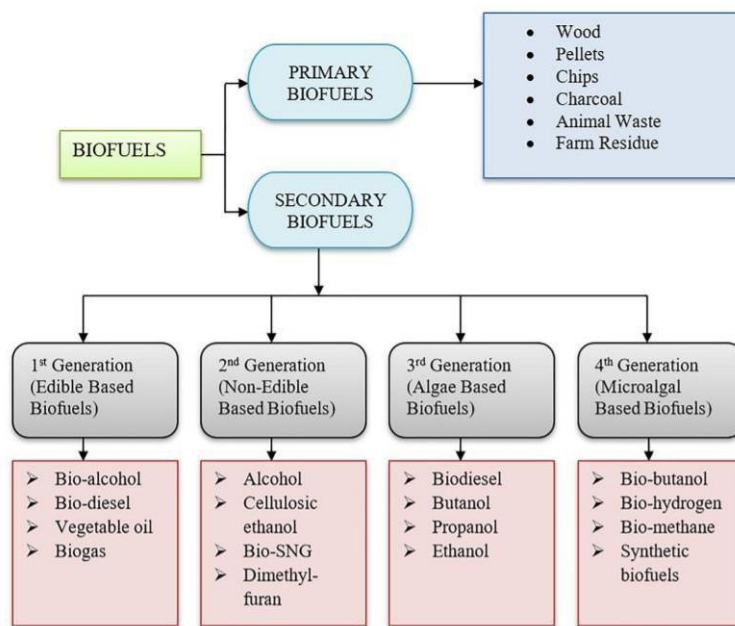 BIOFUELS
PRIMARY
BIOFUELS
• Wood
• Pellets
• Chips
• Charcoal
• Animal Waste
• Farm Residue
SECONDARY
BIOFUELS
1st Generation
(Edible Based
Biofuels)
➢ Bio-alcohol
➢ Bio-diesel
➢ Vegetable oil
➢ Biogas
2nd Generation
(Non-Edible
Based Biofuels)
➢ Alcohol
➢ Cellulosic
ethanol
➢ Bio-SNG
➢ Dimethyl-
furan
3rd Generation
(Algae Based
Biofuels)
➢ Biodiesel
➢ Butanol
➢ Propanol
➢ Ethanol
4th Generation
(Microalgal
Based Biofuels)
➢ Bio-butanol
➢ Bio-hydrogen
➢ Bio-methane
➢ Synthetic
biofuels